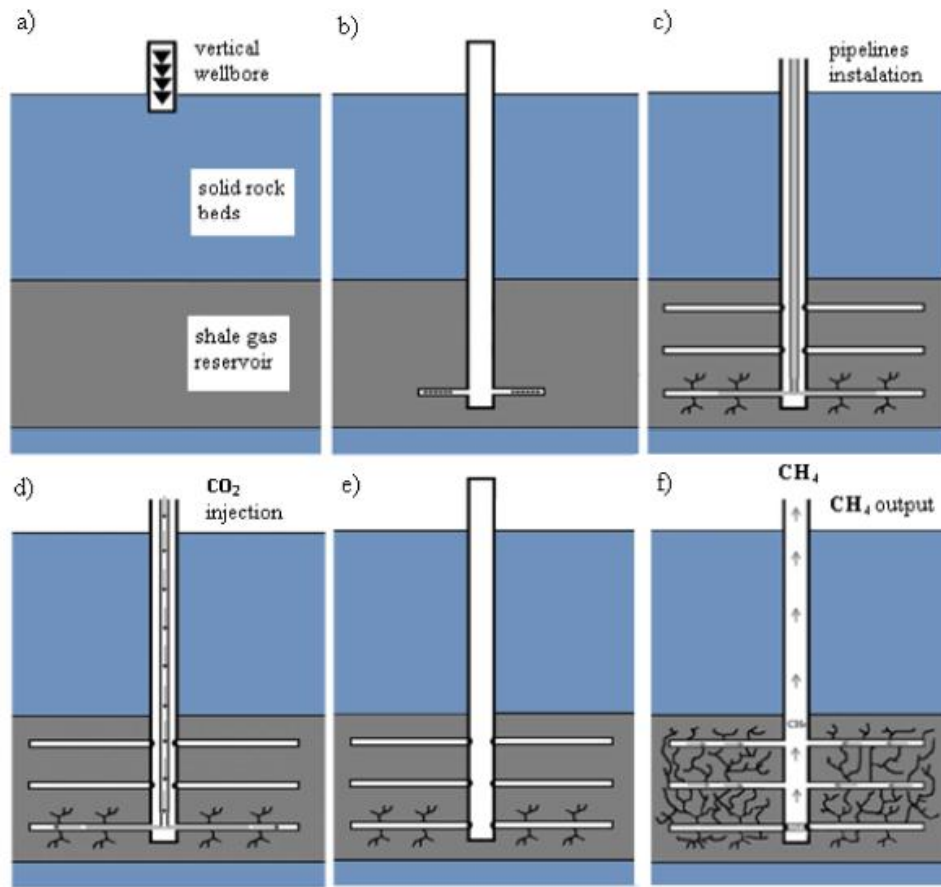 a)
vertical
wellbore
solid rock
beds
shale gas
reservoir
b)
c)
pipelines
instalation
d)
CO₂
injection
e)
f)
CH₄
CH₄ output